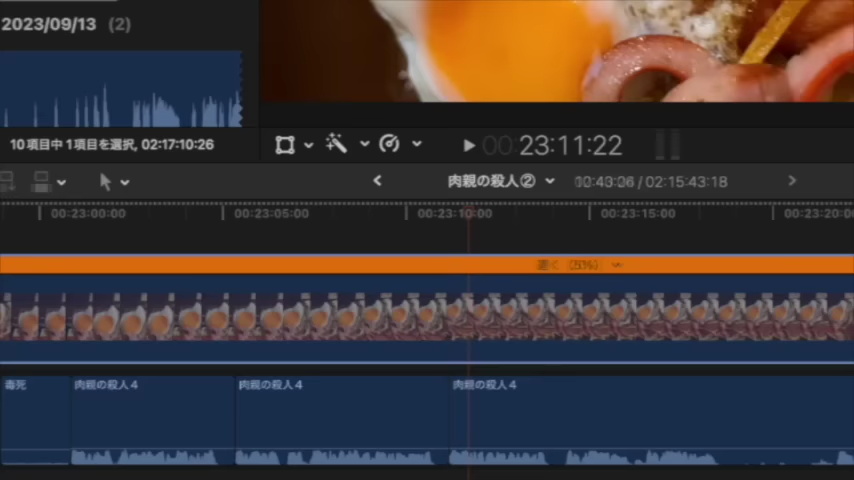 2023/09/13 (2)
10項目中 1項目を選択, 02:17:10:26
00:23:11:22
肉親の殺人② 00:43:06 / 02:15:43:18
00:23:00:00 00:23:05:00 00:23:10:00 00:23:15:00 00:23:20:00
遅く (50%)
毒死 肉親の殺人4 肉親の殺人4 肉親の殺人4